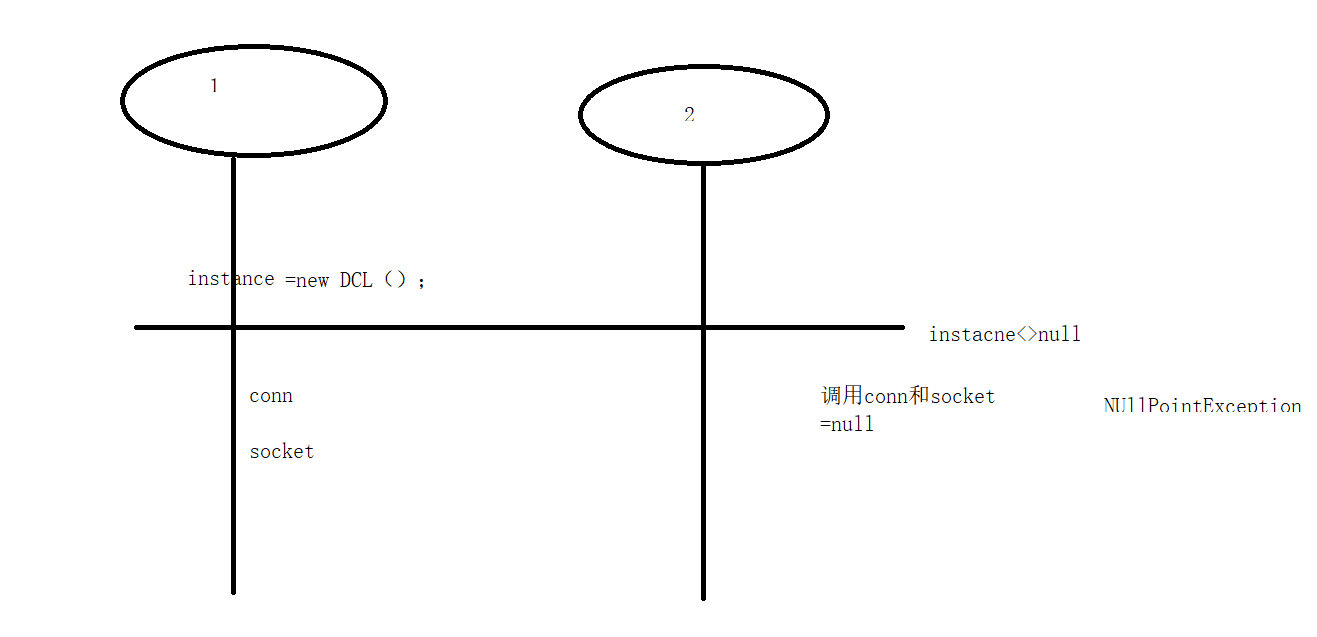 1
2
instance =new DCL（）；
instacne<>null
conn
调用conn和socket
=null
NUllPointException
socket